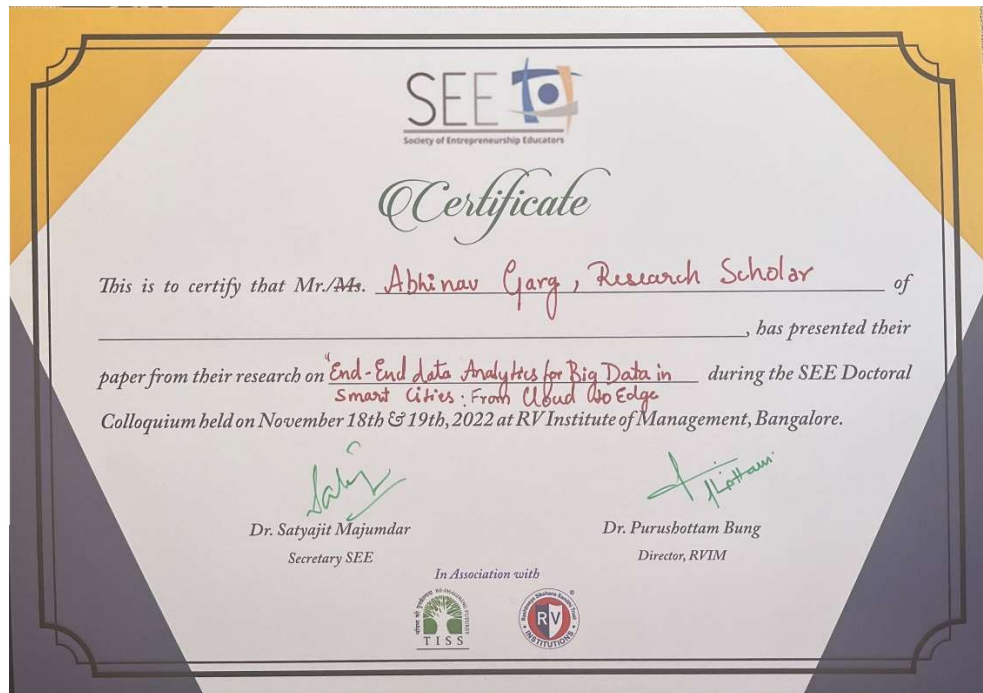 SEE
Society of Entrepreneurship Educators
Certificate
This is to certify that Mr./Ms. Abhinav Garg, Research Scholar of
, has presented their
paper from their research on "End-End data Analytics for Big Data in during the SEE Doctoral
Smart Cities: From Cloud to Edge
Colloquium held on November 18th & 19th, 2022 at RV Institute of Management, Bangalore.
Dr. Satyajit Majumdar
Dr. Purushottam Bung
Secretary SEE
Director, RVIM
In Association with
TISS
RV
INSTITUTIONS